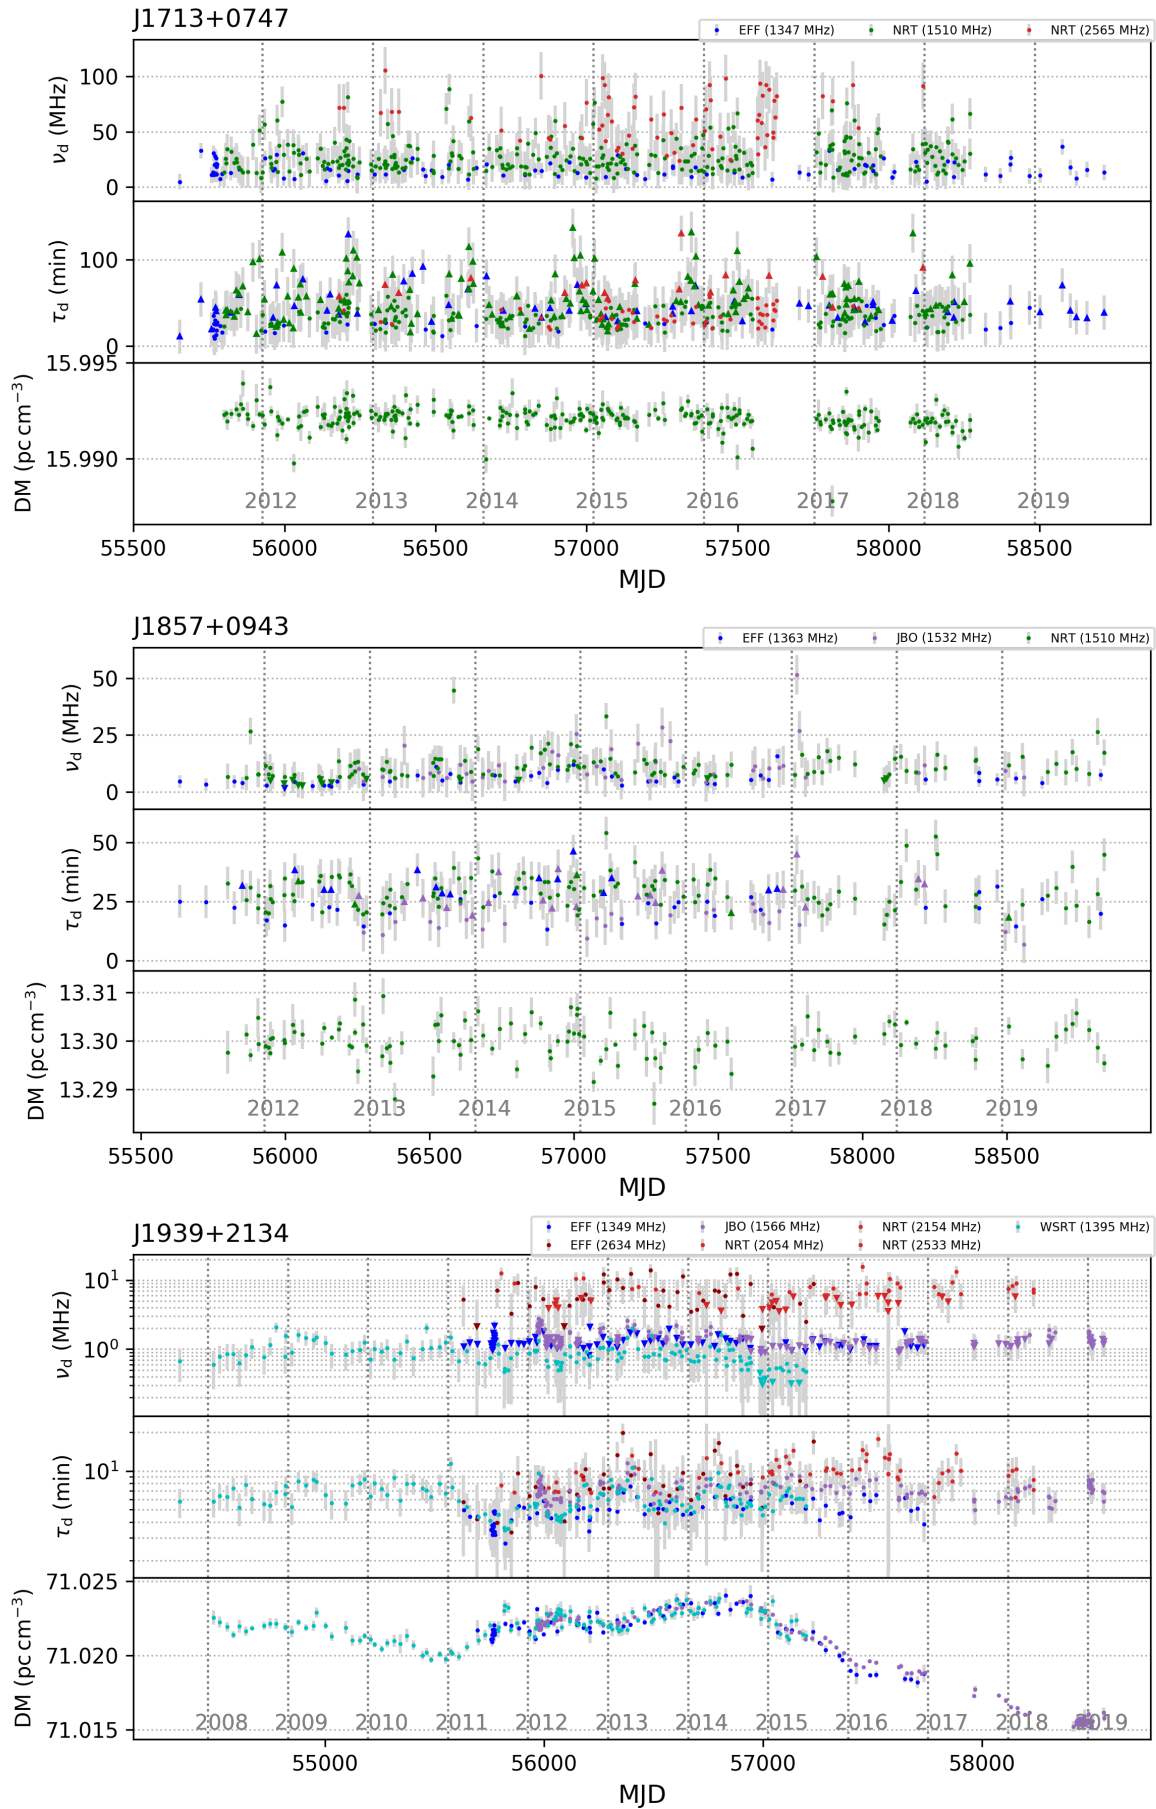 J1713+0747
EFF (1347 MHz) NRT (1510 MHz) NRT (2565 MHz)
100
50
0
ν_d (MHz)
100
0
τ_d (min)
15.995
15.990
DM (pc cm⁻³)
2012 2013 2014 2015 2016 2017 2018 2019
55500 56000 56500 57000 57500 58000 58500
MJD
J1857+0943
EFF (1363 MHz) JBO (1532 MHz) NRT (1510 MHz)
50
25
0
ν_d (MHz)
50
25
0
τ_d (min)
13.31
13.30
13.29
DM (pc cm⁻³)
2012 2013 2014 2015 2016 2017 2018 2019
55500 56000 56500 57000 57500 58000 58500
MJD
J1939+2134
EFF (1349 MHz) JBO (1566 MHz) NRT (2154 MHz) WSRT (1395 MHz)
EFF (2634 MHz) NRT (2054 MHz) NRT (2533 MHz)
10¹
10⁰
ν_d (MHz)
10¹
τ_d (min)
71.025
71.020
71.015
DM (pc cm⁻³)
2008 2009 2010 2011 2012 2013 2014 2015 2016 2017 2018 2019
55000 56000 57000 58000
MJD